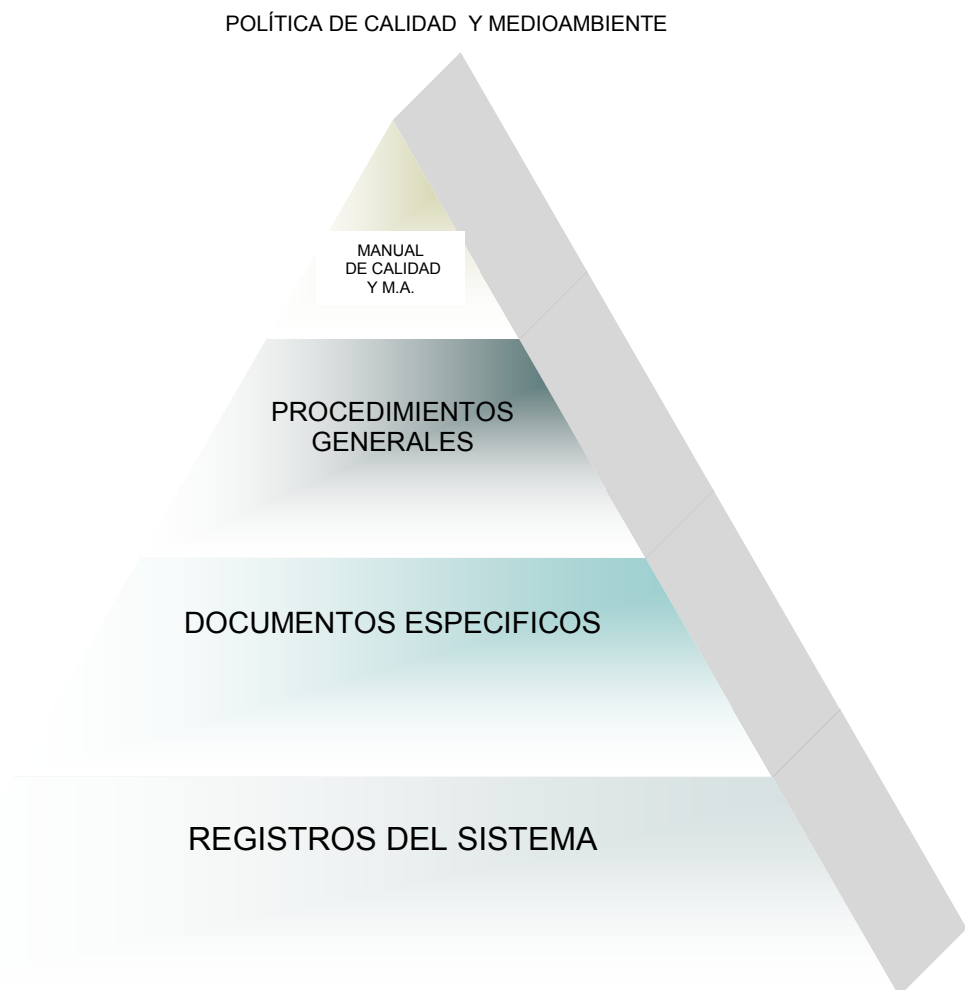 POLÍTICA DE CALIDAD Y MEDIOAMBIENTE
MANUAL
DE CALIDAD
Y M.A.
PROCEDIMIENTOS
GENERALES
DOCUMENTOS ESPECIFICOS
REGISTROS DEL SISTEMA